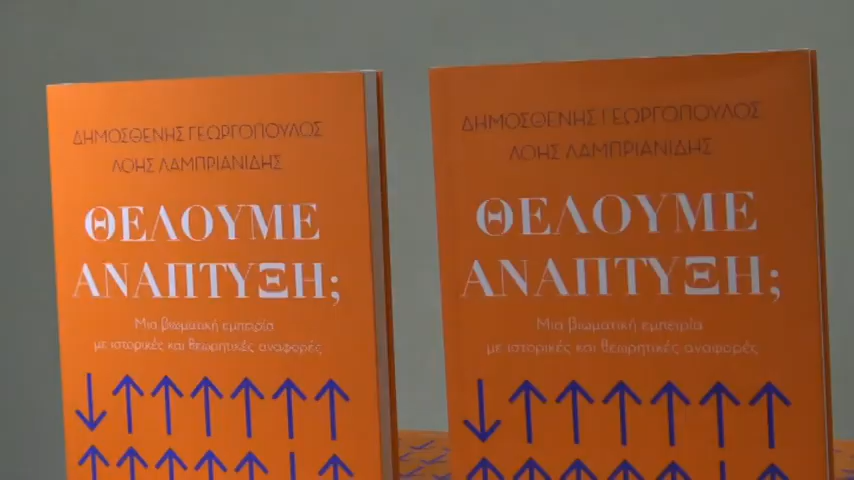 ΔΗΜΟΣΘΕΝΗΣ ΓΕΩΡΓΟΠΟΥΛΟΣ
ΛΟΗΣ ΛΑΜΠΡΙΑΝΙΔΗΣ
ΘΕΛΟΥΜΕ
ΑΝΑΠΤΥΞΗ;
Μια βιωματική εμπειρία
με ιστορικές και θεωρητικές αναφορές
ΔΗΜΟΣΘΕΝΗΣ ΓΕΩΡΓΟΠΟΥΛΟΣ
ΛΟΗΣ ΛΑΜΠΡΙΑΝΙΔΗΣ
ΘΕΛΟΥΜΕ
ΑΝΑΠΤΥΞΗ;
Μια βιωματική εμπειρία
με ιστορικές και θεωρητικές αναφορές